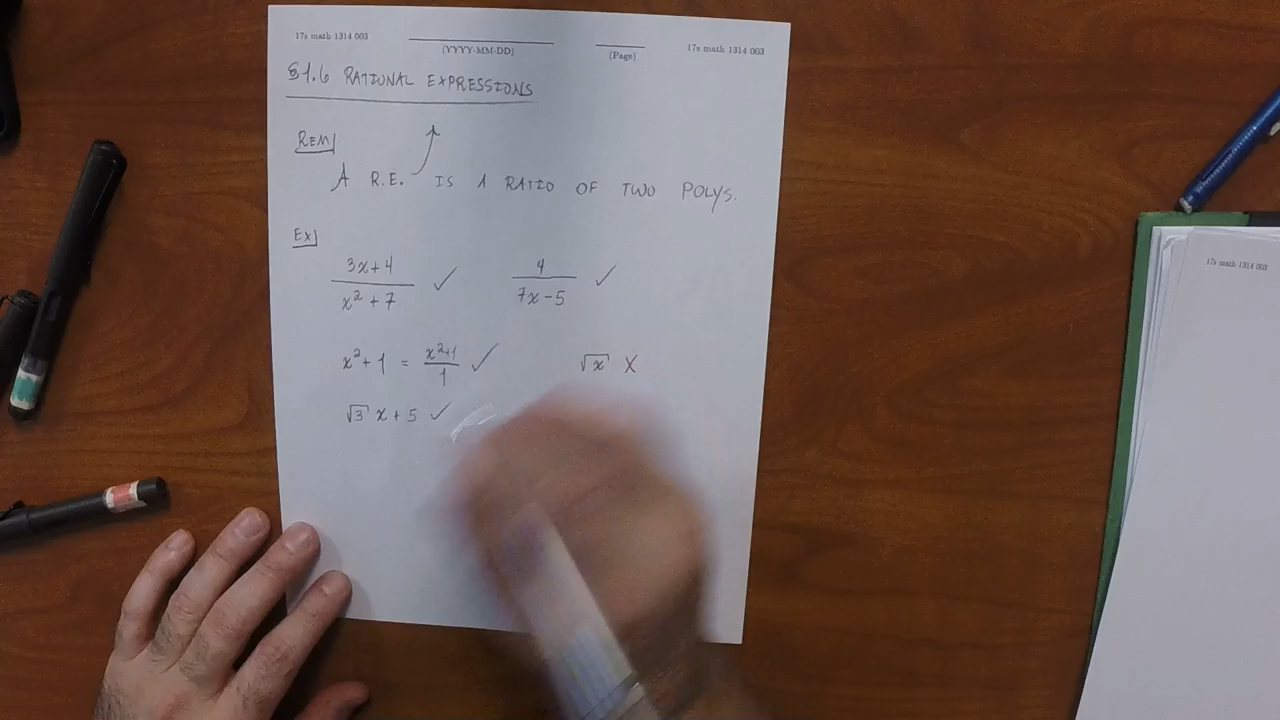 17s math 1314 003 (YYYY-MM-DD) (Page) 17s math 1314 003
§1.6 RATIONAL EXPRESSIONS
REM
A R.E. IS A RATIO OF TWO POLYS.
EX
(3x+4)/(x²+7) ✓ 4/(7x-5) ✓
x²+1 = (x²+1)/1 ✓ √x X
√3 x+5 ✓
17s math 1314 003